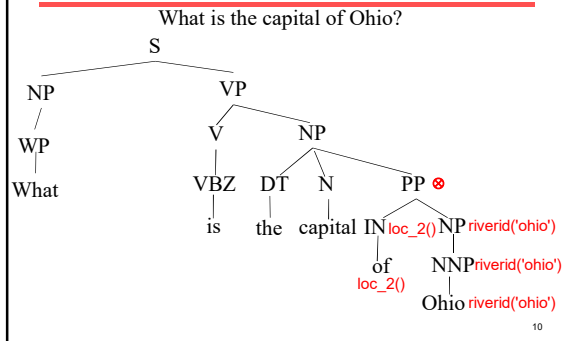 What is the capital of Ohio?
S
NP VP
WP V NP
What VBZ DT N PP ⊗
is the capital IN loc_2() NP riverid('ohio')
of NNP riverid('ohio')
loc_2()
Ohio riverid('ohio')
10